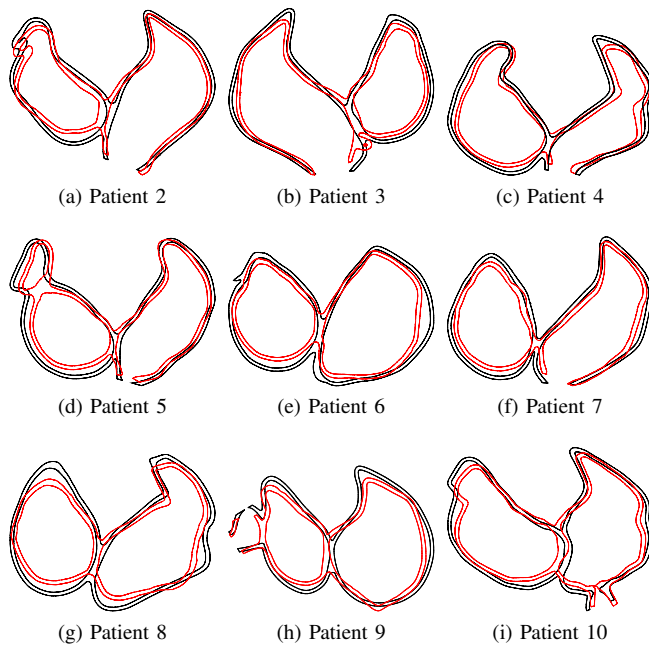 (a) Patient 2
(b) Patient 3
(c) Patient 4
(d) Patient 5
(e) Patient 6
(f) Patient 7
(g) Patient 8
(h) Patient 9
(i) Patient 10